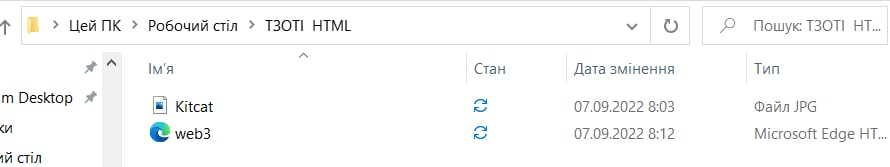 Цей ПК > Робочий стіл > ТЗОТІ HTML
Пошук: ТЗОТІ HT...
Ім'я Стан Дата змінення Тип
m Desktop
Kitcat 07.09.2022 8:03 Файл JPG
ки
web3 07.09.2022 8:12 Microsoft Edge HT...
ий стіл